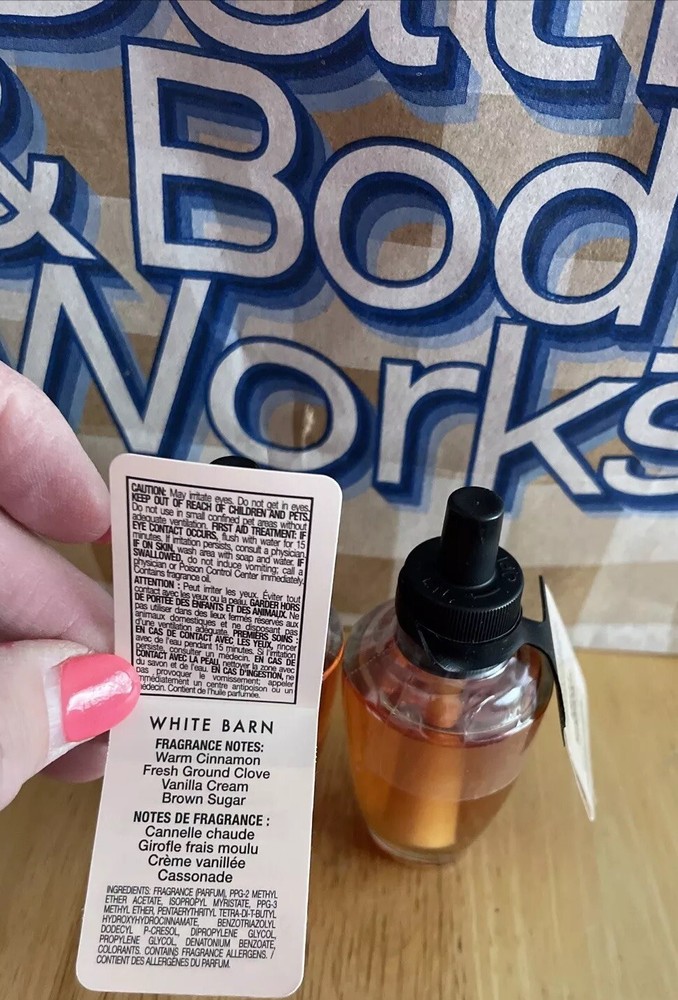 Bath
& Body
Works
CAUTION: May irritate eyes. Do not get in eyes.
KEEP OUT OF REACH OF CHILDREN AND PETS.
Do not use in small confined pet areas without
adequate ventilation. FIRST AID TREATMENT: IF
EYE CONTACT OCCURS, flush with water for 15
minutes. If irritation persists, consult a physician.
IF ON SKIN, wash area with soap and water. IF
SWALLOWED, do not induce vomiting; call a
physician or Poison Control Center immediately.
Contains fragrance oil.
ATTENTION : Peut irriter les yeux. Éviter tout
contact avec les yeux ou la peau. GARDER HORS
DE PORTÉE DES ENFANTS ET DES ANIMAUX. Ne
pas utiliser dans des lieux fermés réservés aux
animaux domestiques et ne disposant pas
d'une ventilation adéquate. PREMIERS SOINS :
EN CAS DE CONTACT AVEC LES YEUX, rincer
avec de l'eau pendant 15 minutes. Si l'irritation
persiste, consulter un médecin. EN CAS DE
CONTACT AVEC LA PEAU, nettoyer la zone avec
du savon et de l'eau. EN CAS D'INGESTION, ne
pas provoquer le vomissement; appeler
immédiatement un centre antipoison ou un
médecin. Contient de l'huile parfumée.
WHITE BARN
FRAGRANCE NOTES:
Warm Cinnamon
Fresh Ground Clove
Vanilla Cream
Brown Sugar
NOTES DE FRAGRANCE :
Cannelle chaude
Girofle frais moulu
Crème vanillée
Cassonade
INGREDIENTS: FRAGRANCE (PARFUM), PPG-2 METHYL
ETHER ACETATE, ISOPROPYL MYRISTATE, PPG-3
METHYL ETHER, PENTAERYTHRITYL TETRA-DI-T-BUTYL
HYDROXYHYDROCINNAMATE, BENZOTRIAZOLYL
DODECYL P-CRESOL, DIPROPYLENE GLYCOL,
PROPYLENE GLYCOL, DENATONIUM BENZOATE,
COLORANTS. CONTAINS FRAGRANCE ALLERGENS. /
CONTIENT DES ALLERGÈNES DU PARFUM.